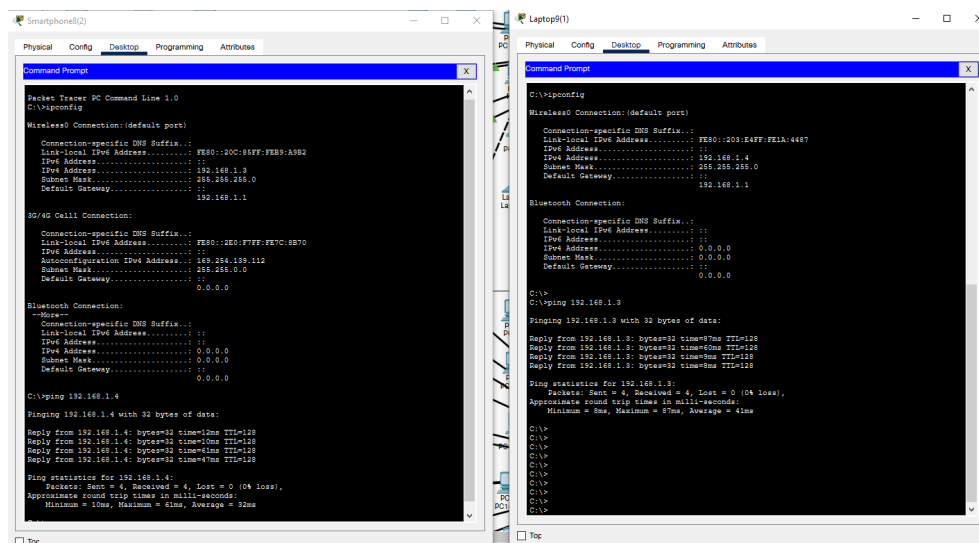 Smartphone8(2)
Physical Config Desktop Programming Attributes
Command Prompt
X
Packet Tracer PC Command Line 1.0
C:\>ipconfig
Wireless0 Connection:(default port)
Connection-specific DNS Suffix..:
Link-local IPv6 Address.........: FE80::20C:85FF:FEB9:A9B2
IPv6 Address....................: ::
IPv4 Address....................: 192.168.1.3
Subnet Mask.....................: 255.255.255.0
Default Gateway.................: ::
192.168.1.1
3G/4G Cell1 Connection:
Connection-specific DNS Suffix..:
Link-local IPv6 Address.........: FE80::2E0:F7FF:FE7C:8B70
IPv6 Address....................: ::
Autoconfiguration IPv4 Address..: 169.254.139.112
Subnet Mask.....................: 255.255.0.0
Default Gateway.................: ::
0.0.0.0
Bluetooth Connection:
--More--
Connection-specific DNS Suffix..:
Link-local IPv6 Address.........: ::
IPv6 Address....................: ::
IPv4 Address....................: 0.0.0.0
Subnet Mask.....................: 0.0.0.0
Default Gateway.................: ::
0.0.0.0
C:\>ping 192.168.1.4
Pinging 192.168.1.4 with 32 bytes of data:
Reply from 192.168.1.4: bytes=32 time=12ms TTL=128
Reply from 192.168.1.4: bytes=32 time=10ms TTL=128
Reply from 192.168.1.4: bytes=32 time=61ms TTL=128
Reply from 192.168.1.4: bytes=32 time=47ms TTL=128
Ping statistics for 192.168.1.4:
Packets: Sent = 4, Received = 4, Lost = 0 (0% loss),
Approximate round trip times in milli-seconds:
Minimum = 10ms, Maximum = 61ms, Average = 32ms
Top
Laptop9(1)
Physical Config Desktop Programming Attributes
Command Prompt
X
C:\>ipconfig
Wireless0 Connection:(default port)
Connection-specific DNS Suffix..:
Link-local IPv6 Address.........: FE80::203:E4FF:FE1A:4487
IPv6 Address....................: ::
IPv4 Address....................: 192.168.1.4
Subnet Mask.....................: 255.255.255.0
Default Gateway.................: ::
192.168.1.1
Bluetooth Connection:
Connection-specific DNS Suffix..:
Link-local IPv6 Address.........: ::
IPv6 Address....................: ::
IPv4 Address....................: 0.0.0.0
Subnet Mask.....................: 0.0.0.0
Default Gateway.................: ::
0.0.0.0
C:\>
C:\>ping 192.168.1.3
Pinging 192.168.1.3 with 32 bytes of data:
Reply from 192.168.1.3: bytes=32 time=87ms TTL=128
Reply from 192.168.1.3: bytes=32 time=60ms TTL=128
Reply from 192.168.1.3: bytes=32 time=9ms TTL=128
Reply from 192.168.1.3: bytes=32 time=8ms TTL=128
Ping statistics for 192.168.1.3:
Packets: Sent = 4, Received = 4, Lost = 0 (0% loss),
Approximate round trip times in milli-seconds:
Minimum = 8ms, Maximum = 87ms, Average = 41ms
C:\>
C:\>
C:\>
C:\>
C:\>
C:\>
C:\>
C:\>
C:\>
C:\>
Top